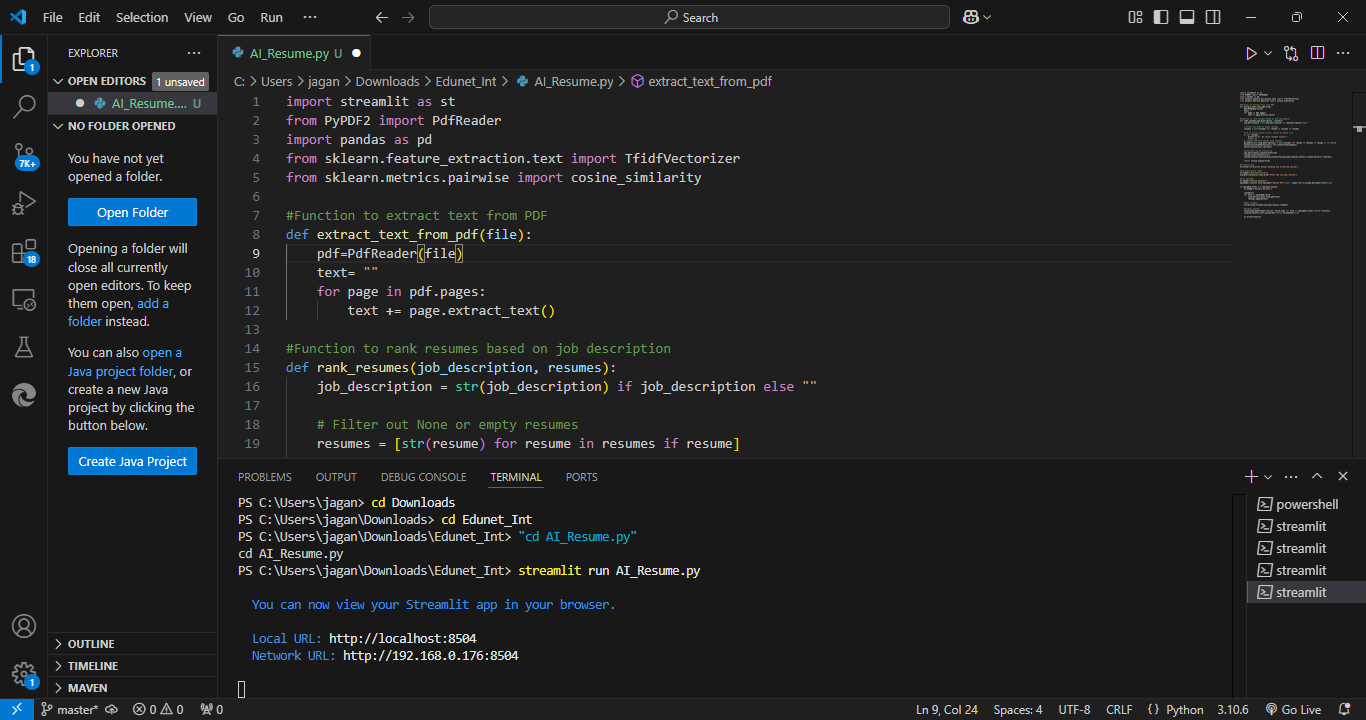 File Edit Selection View Go Run ··· Search
EXPLORER ···
OPEN EDITORS 1 unsaved
AI_Resume.... U
NO FOLDER OPENED
You have not yet
opened a folder.
Open Folder
Opening a folder will
close all currently
open editors. To keep
them open, add a
folder instead.
You can also open a
Java project folder, or
create a new Java
project by clicking the
button below.
Create Java Project
OUTLINE
TIMELINE
MAVEN
1
7K+
18
1
AI_Resume.py U
C: > Users > jagan > Downloads > Edunet_Int > AI_Resume.py > extract_text_from_pdf
1 import streamlit as st
2 from PyPDF2 import PdfReader
3 import pandas as pd
4 from sklearn.feature_extraction.text import TfidfVectorizer
5 from sklearn.metrics.pairwise import cosine_similarity
6
7 #Function to extract text from PDF
8 def extract_text_from_pdf(file):
9 pdf=PdfReader(file)
10 text= ""
11 for page in pdf.pages:
12 text += page.extract_text()
13
14 #Function to rank resumes based on job description
15 def rank_resumes(job_description, resumes):
16 job_description = str(job_description) if job_description else ""
17
18 # Filter out None or empty resumes
19 resumes = [str(resume) for resume in resumes if resume]
PROBLEMS OUTPUT DEBUG CONSOLE TERMINAL PORTS
PS C:\Users\jagan> cd Downloads
PS C:\Users\jagan\Downloads> cd Edunet_Int
PS C:\Users\jagan\Downloads\Edunet_Int> "cd AI_Resume.py"
cd AI_Resume.py
PS C:\Users\jagan\Downloads\Edunet_Int> streamlit run AI_Resume.py
You can now view your Streamlit app in your browser.
Local URL: http://localhost:8504
Network URL: http://192.168.0.176:8504
powershell
streamlit
streamlit
streamlit
streamlit
master* 0 0 0 Ln 9, Col 24 Spaces: 4 UTF-8 CRLF {} Python 3.10.6 Go Live